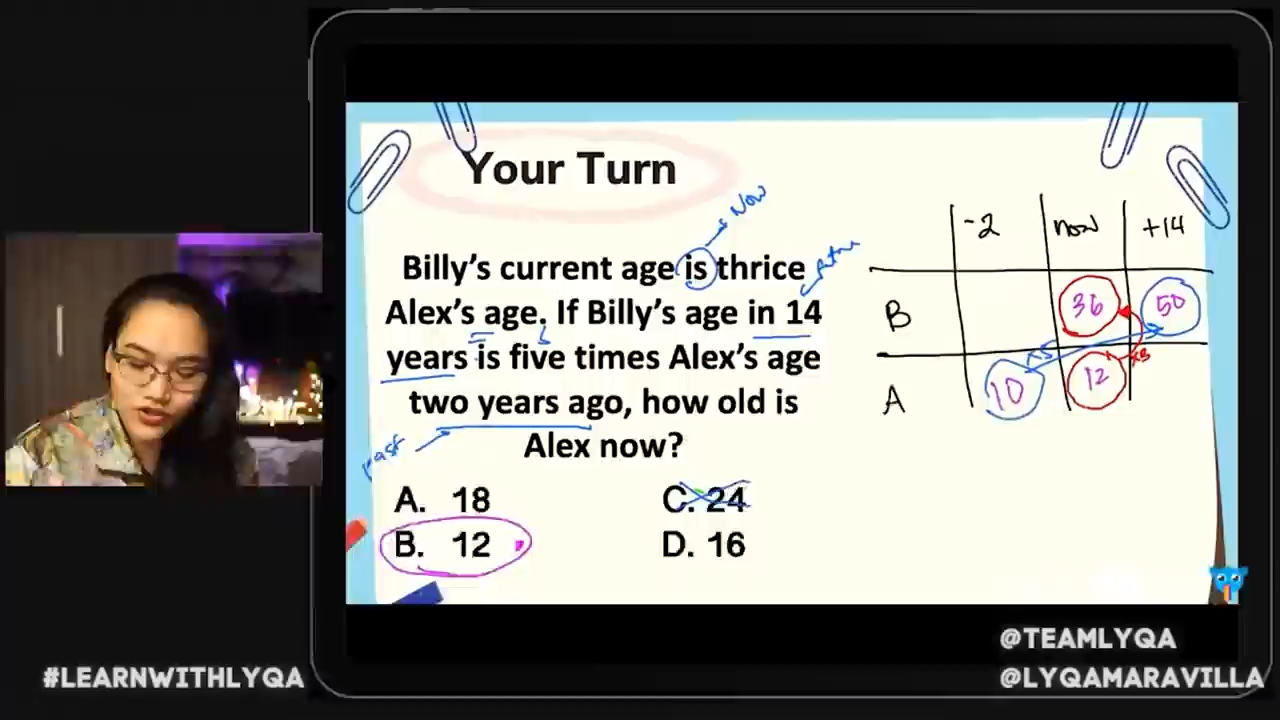 Your Turn
Now
-2 now +14
Billy's current age is thrice
Alex's age. If Billy's age in 14
years is five times Alex's age
two years ago, how old is
Alex now?
past
B 36 50
x5 x3
A 10 12
A. 18
B. 12
C. 24
D. 16
#LEARNWITHLYQA
@TEAMLYQA
@LYQAMARAVILLA